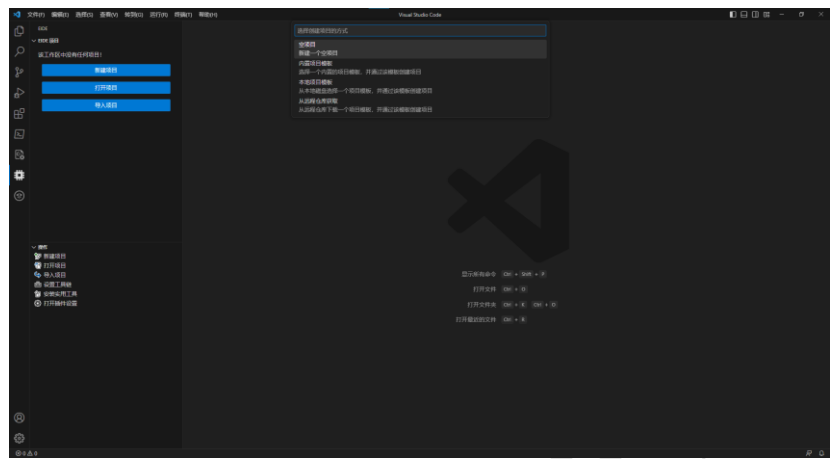 文件(F) 编辑(E) 选择(S) 查看(V) 转到(G) 运行(R) 终端(T) 帮助(H) Visual Studio Code
EIDE
EIDE 项目
该工作区中没有任何项目!
新建项目
打开项目
导入项目
选择创建项目的方式
空项目
新建一个空项目
内置项目模板
选择一个内置的项目模板, 并通过该模板创建项目
本地项目模板
从本地磁盘选择一个项目模板, 并通过该模板创建项目
从远程仓库获取
从远程仓库下载一个项目模板, 并通过该模板创建项目
显示所有命令 Ctrl + Shift + P
打开文件 Ctrl + O
打开文件夹 Ctrl + K Ctrl + O
打开最近的文件 Ctrl + R
操作
新建项目
打开项目
导入项目
设置工具链
安装实用工具
打开插件设置
0 0